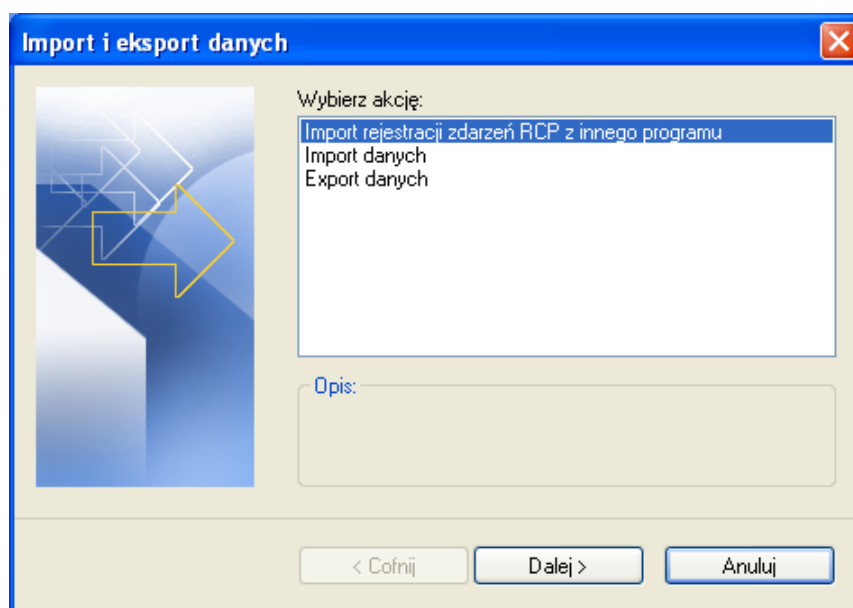 Import i eksport danych
Wybierz akcję:
Import rejestracji zdarzeń RCP z innego programu
Import danych
Export danych
Opis:
< Cofnij
Dalej >
Anuluj